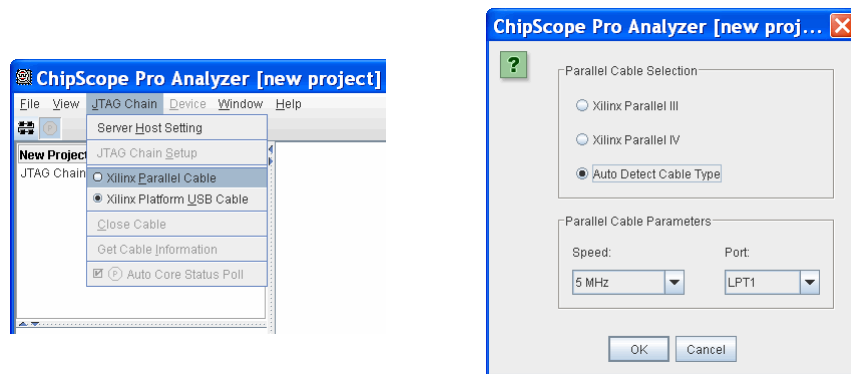 ChipScope Pro Analyzer [new project]
File View JTAG Chain Device Window Help
Server Host Setting
New Project
JTAG Chain Setup
JTAG Chain
Xilinx Parallel Cable
Xilinx Platform USB Cable
Close Cable
Get Cable Information
P Auto Core Status Poll
ChipScope Pro Analyzer [new proj...
?
Parallel Cable Selection
Xilinx Parallel III
Xilinx Parallel IV
Auto Detect Cable Type
Parallel Cable Parameters
Speed: Port:
5 MHz LPT1
OK Cancel